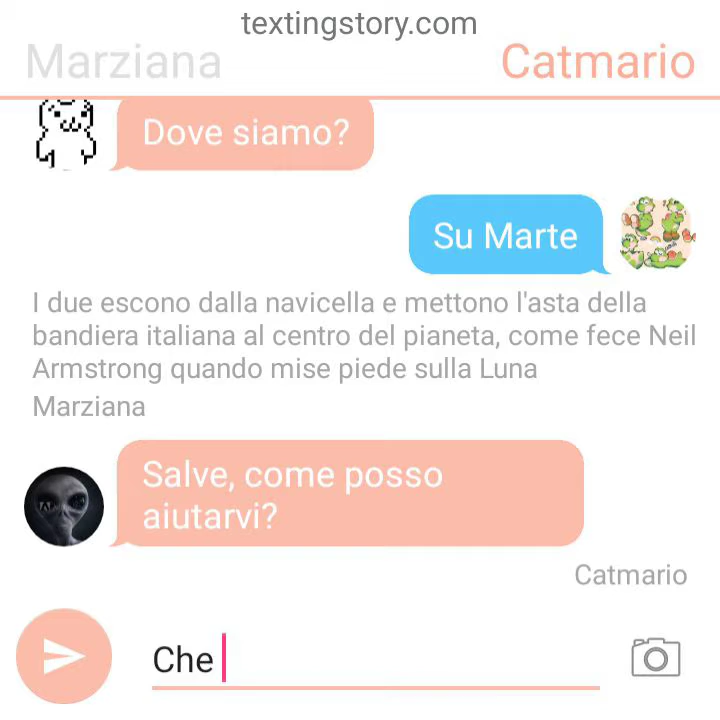 textingstory.com
Marziana
Catmario
Dove siamo?
Su Marte
I due escono dalla navicella e mettono l'asta della
bandiera italiana al centro del pianeta, come fece Neil
Armstrong quando mise piede sulla Luna
Marziana
Salve, come posso
aiutarvi?
Catmario
Che